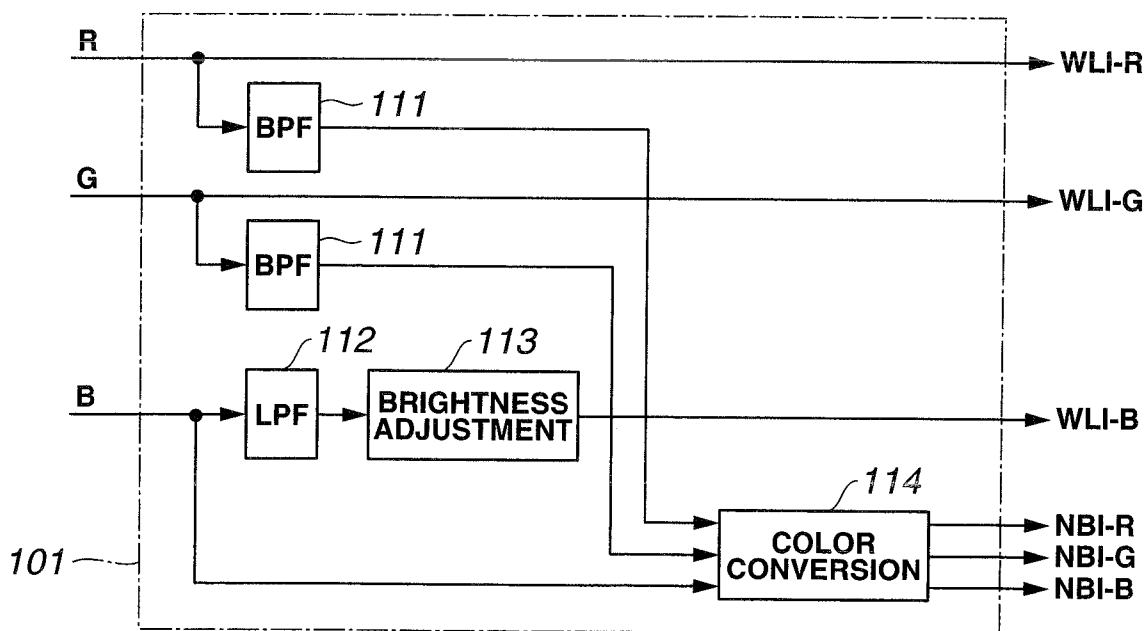 R
WLI-R
111
BPF
G
WLI-G
111
BPF
112
113
B
LPF
BRIGHTNESS
ADJUSTMENT
WLI-B
114
101
COLOR
CONVERSION
NBI-R
NBI-G
NBI-B